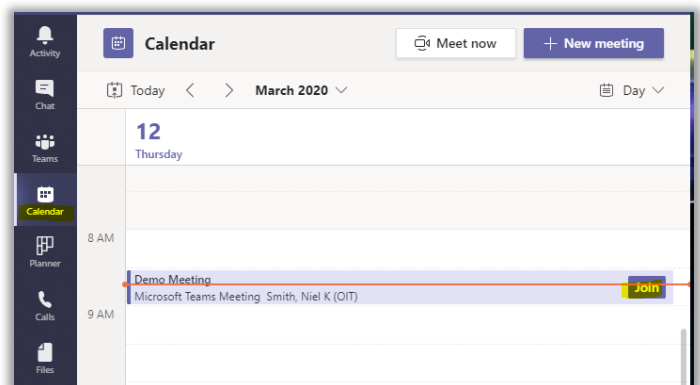 Activity
Chat
Teams
Calendar
Planner
Calls
Files
Calendar
Meet now
+ New meeting
Today < > March 2020
Day
12
Thursday
8 AM
Demo Meeting
Join
Microsoft Teams Meeting Smith, Niel K (OIT)
9 AM